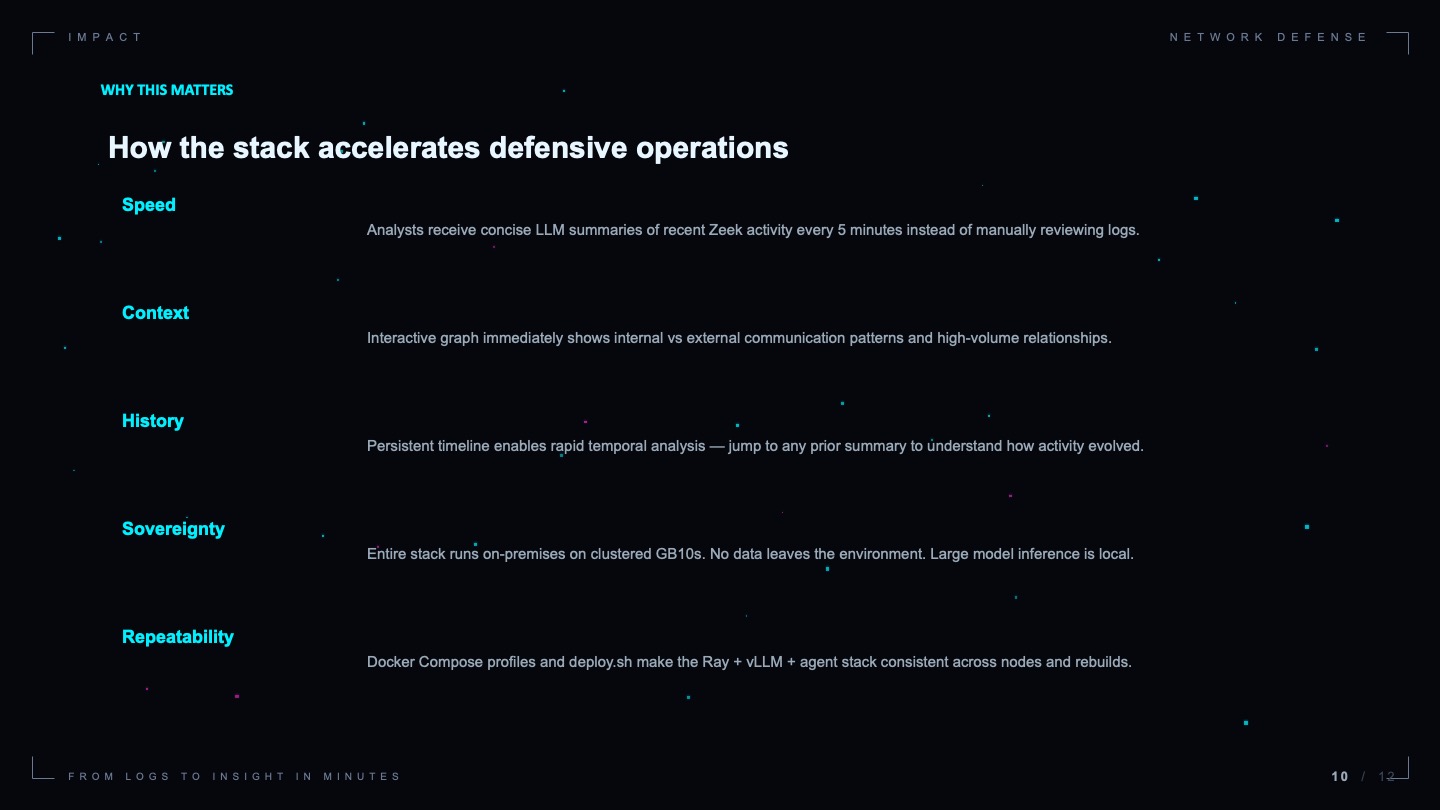 IMPACT
NETWORK DEFENSE
WHY THIS MATTERS
How the stack accelerates defensive operations
Speed
Analysts receive concise LLM summaries of recent Zeek activity every 5 minutes instead of manually reviewing logs.
Context
Interactive graph immediately shows internal vs external communication patterns and high-volume relationships.
History
Persistent timeline enables rapid temporal analysis — jump to any prior summary to understand how activity evolved.
Sovereignty
Entire stack runs on-premises on clustered GB10s. No data leaves the environment. Large model inference is local.
Repeatability
Docker Compose profiles and deploy.sh make the Ray + vLLM + agent stack consistent across nodes and rebuilds.
FROM LOGS TO INSIGHT IN MINUTES
10 / 12